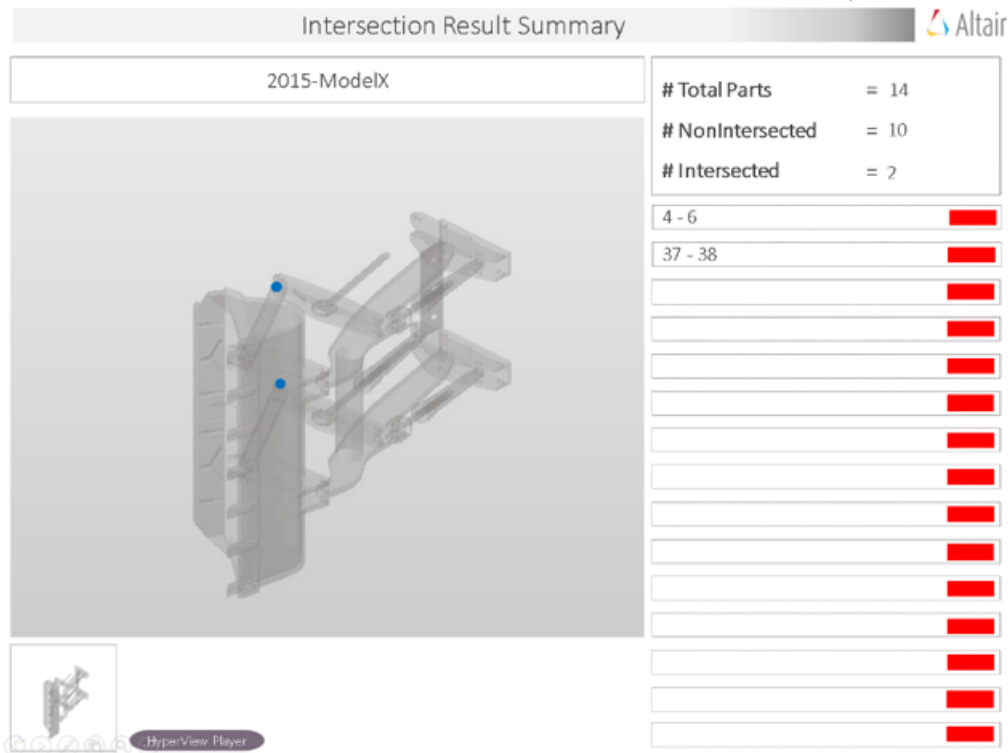 Intersection Result Summary
Altair
2015-ModelX
# Total Parts = 14
# NonIntersected = 10
# Intersected = 2
4 - 6
37 - 38
HyperView Player